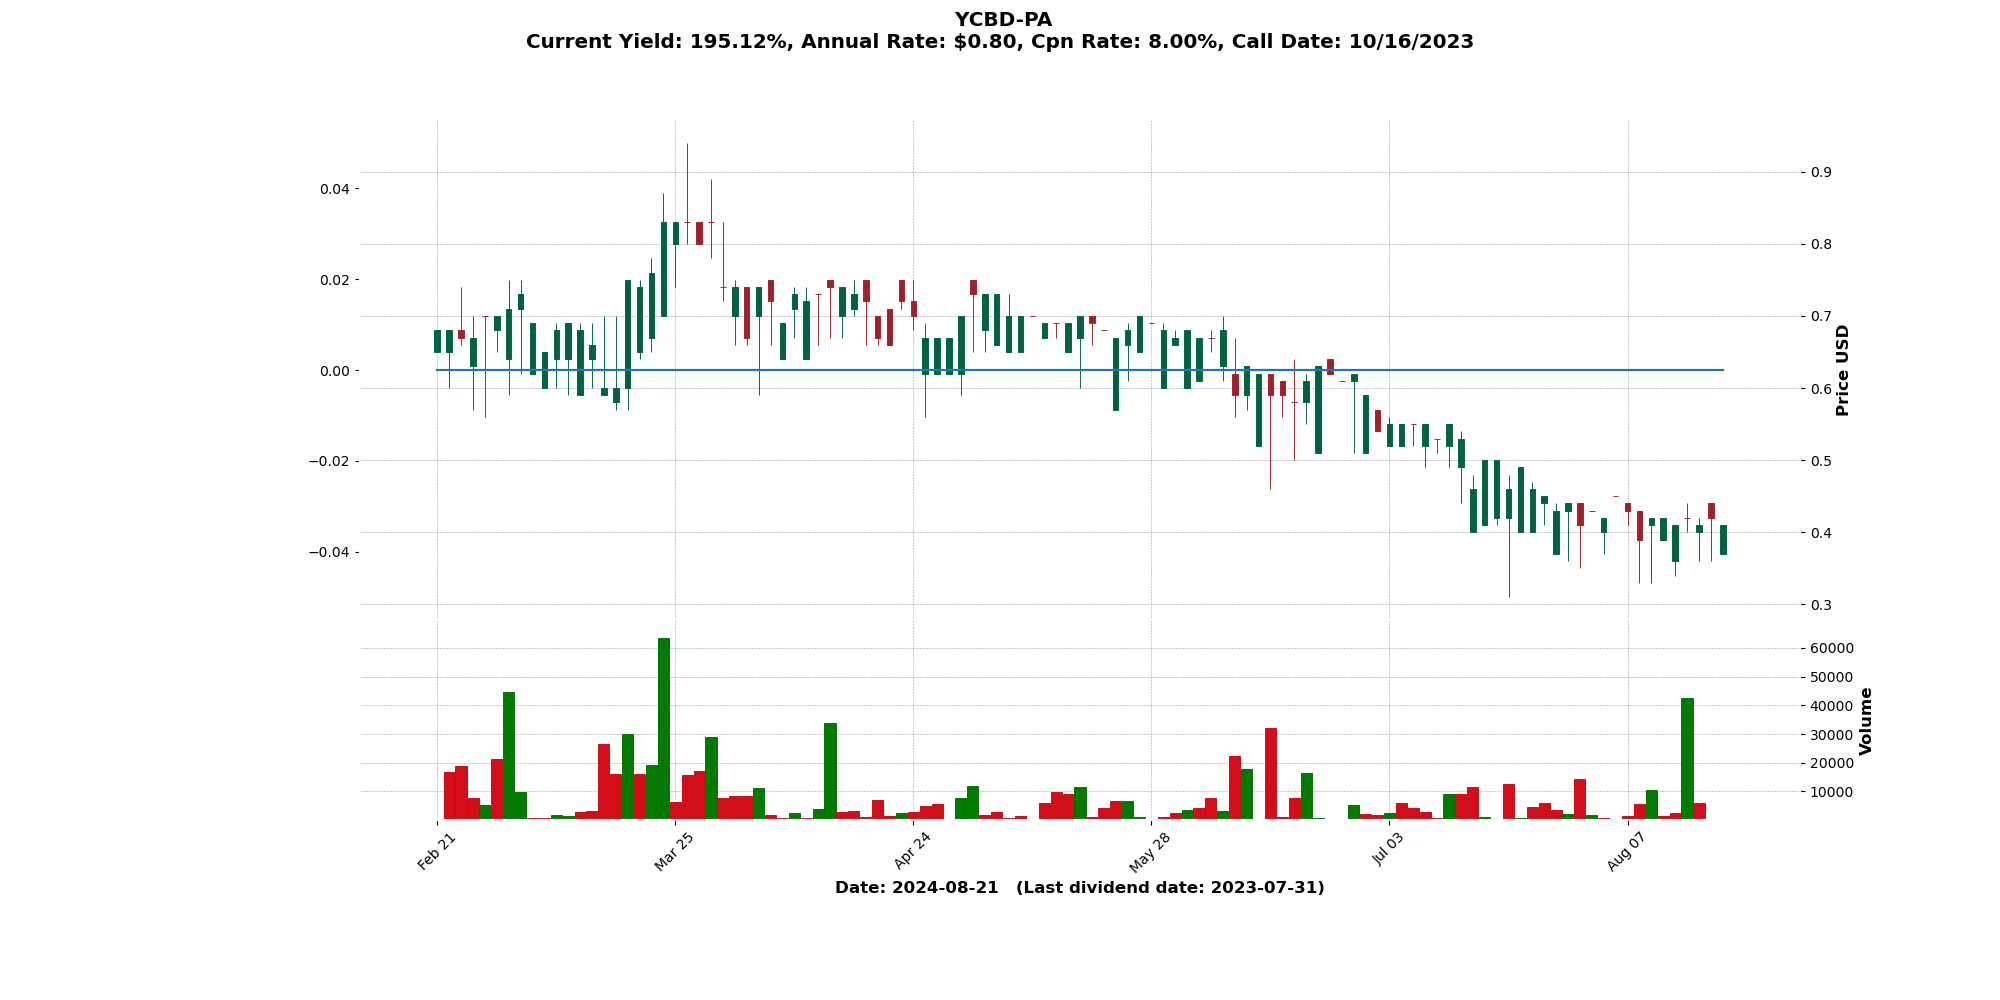 YCBD-PA
Current Yield: 195.12%, Annual Rate: $0.80, Cpn Rate: 8.00%, Call Date: 10/16/2023
0.04
0.02
0.00
−0.02
−0.04
0.9
0.8
0.7
0.6
0.5
0.4
0.3
Price USD
60000
50000
40000
30000
20000
10000
Volume
Feb 21
Mar 25
Apr 24
May 28
Jul 03
Aug 07
Date: 2024-08-21   (Last dividend date: 2023-07-31)